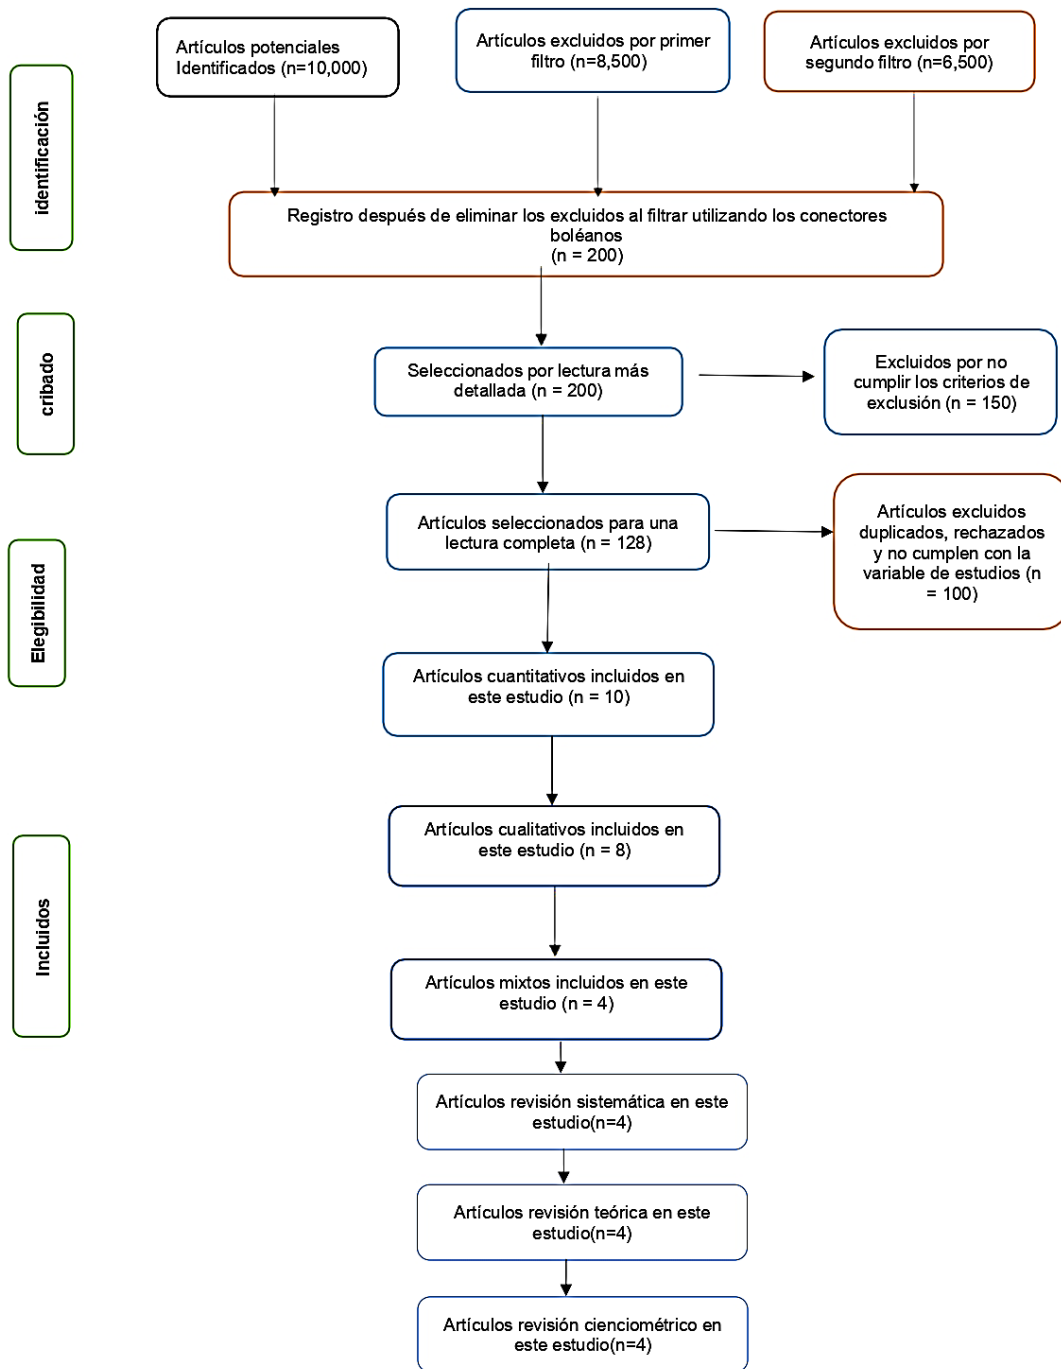 Artículos potenciales
Identificados (n=10,000)
Artículos excluidos por primer
filtro (n=8,500)
Artículos excluidos por
segundo filtro (n=6,500)
identificación
Registro después de eliminar los excluidos al filtrar utilizando los conectores
boléanos
(n = 200)
cribado
Seleccionados por lectura más
detallada (n = 200)
Excluidos por no
cumplir los criterios de
exclusión (n = 150)
Elegibilidad
Artículos seleccionados para una
lectura completa (n = 128)
Artículos excluidos
duplicados, rechazados
y no cumplen con la
variable de estudios (n
= 100)
Artículos cuantitativos incluidos en
este estudio (n = 10)
Incluidos
Artículos cualitativos incluidos en
este estudio (n = 8)
Artículos mixtos incluidos en este
estudio (n = 4)
Artículos revisión sistemática en este
estudio(n=4)
Artículos revisión teórica en este
estudio(n=4)
Artículos revisión cienciométrico en
este estudio(n=4)